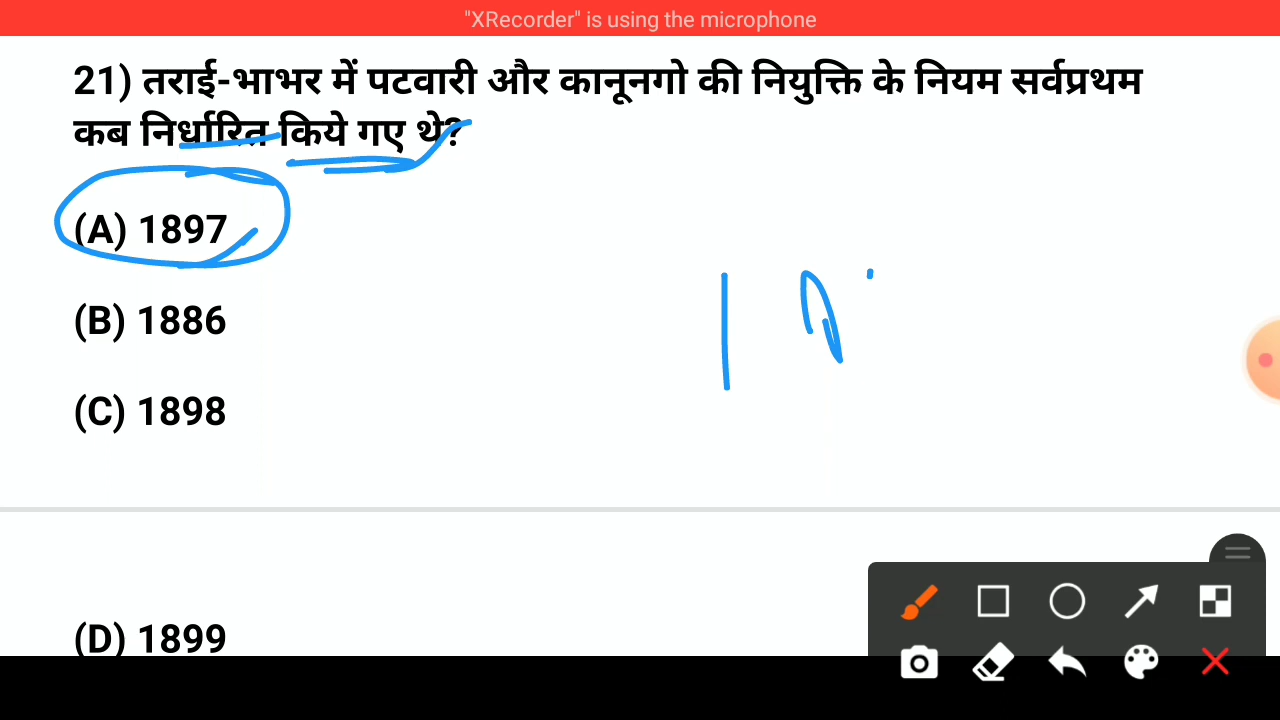 "XRecorder" is using the microphone
21) तराई-भाभर में पटवारी और कानूनगो की नियुक्ति के नियम सर्वप्रथम
कब निर्धारित किये गए थे?
(A) 1897
(B) 1886
(C) 1898
(D) 1899